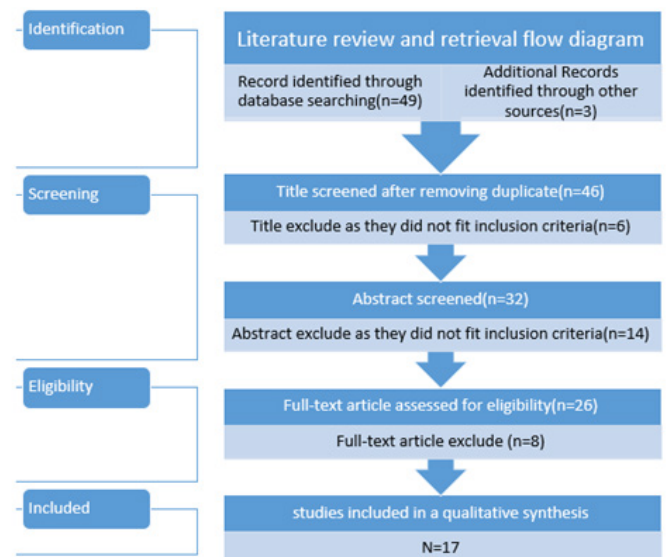 Identification
Literature review and retrieval flow diagram
Record identified through
database searching(n=49)
Additional Records
identified through other
sources(n=3)
Screening
Title screened after removing duplicate(n=46)
Title exclude as they did not fit inclusion criteria(n=6)
Abstract screened(n=32)
Abstract exclude as they did not fit inclusion criteria(n=14)
Eligibility
Full-text article assessed for eligibility(n=26)
Full-text article exclude (n=8)
Included
studies included in a qualitative synthesis
N=17